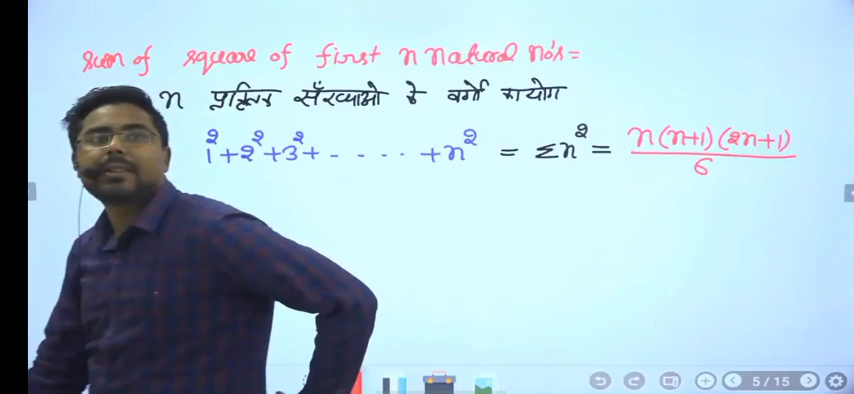 Sum of square of first n natural no's =
n प्रकृतिक सँख्याओ के वर्गो का योग
1² + 2² + 3² + - - - - - + n² = Σn² = n(n+1)(2n+1)/6
5 / 15